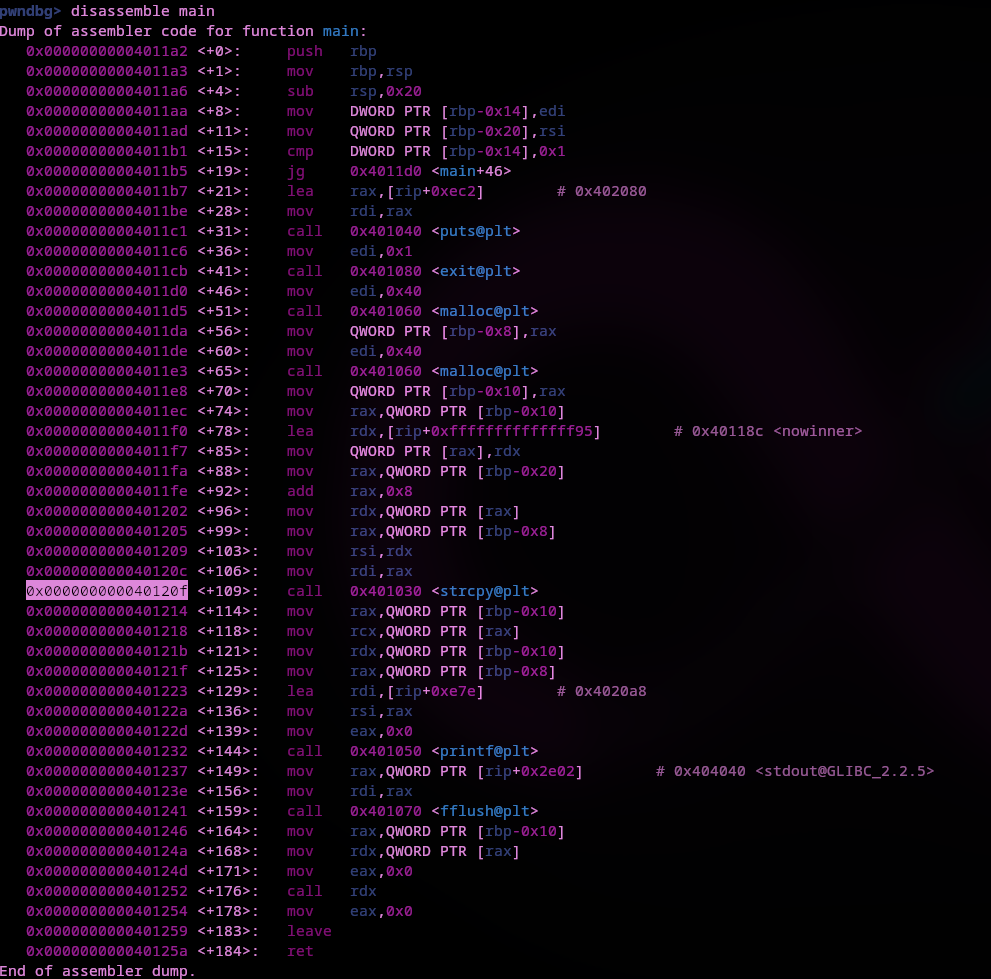 pwndbg> disassemble main
Dump of assembler code for function main:
0x00000000004011a2 <+0>: push rbp
0x00000000004011a3 <+1>: mov rbp,rsp
0x00000000004011a6 <+4>: sub rsp,0x20
0x00000000004011aa <+8>: mov DWORD PTR [rbp-0x14],edi
0x00000000004011ad <+11>: mov QWORD PTR [rbp-0x20],rsi
0x00000000004011b1 <+15>: cmp DWORD PTR [rbp-0x14],0x1
0x00000000004011b5 <+19>: jg 0x4011d0 <main+46>
0x00000000004011b7 <+21>: lea rax,[rip+0xec2] # 0x402080
0x00000000004011be <+28>: mov rdi,rax
0x00000000004011c1 <+31>: call 0x401040 <puts@plt>
0x00000000004011c6 <+36>: mov edi,0x1
0x00000000004011cb <+41>: call 0x401080 <exit@plt>
0x00000000004011d0 <+46>: mov edi,0x40
0x00000000004011d5 <+51>: call 0x401060 <malloc@plt>
0x00000000004011da <+56>: mov QWORD PTR [rbp-0x8],rax
0x00000000004011de <+60>: mov edi,0x40
0x00000000004011e3 <+65>: call 0x401060 <malloc@plt>
0x00000000004011e8 <+70>: mov QWORD PTR [rbp-0x10],rax
0x00000000004011ec <+74>: mov rax,QWORD PTR [rbp-0x10]
0x00000000004011f0 <+78>: lea rdx,[rip+0xffffffffffffff95] # 0x40118c <nowinner>
0x00000000004011f7 <+85>: mov QWORD PTR [rax],rdx
0x00000000004011fa <+88>: mov rax,QWORD PTR [rbp-0x20]
0x00000000004011fe <+92>: add rax,0x8
0x0000000000401202 <+96>: mov rdx,QWORD PTR [rax]
0x0000000000401205 <+99>: mov rax,QWORD PTR [rbp-0x8]
0x0000000000401209 <+103>: mov rsi,rdx
0x000000000040120c <+106>: mov rdi,rax
0x000000000040120f <+109>: call 0x401030 <strcpy@plt>
0x0000000000401214 <+114>: mov rax,QWORD PTR [rbp-0x10]
0x0000000000401218 <+118>: mov rcx,QWORD PTR [rax]
0x000000000040121b <+121>: mov rdx,QWORD PTR [rbp-0x10]
0x000000000040121f <+125>: mov rax,QWORD PTR [rbp-0x8]
0x0000000000401223 <+129>: lea rdi,[rip+0xe7e] # 0x4020a8
0x000000000040122a <+136>: mov rsi,rax
0x000000000040122d <+139>: mov eax,0x0
0x0000000000401232 <+144>: call 0x401050 <printf@plt>
0x0000000000401237 <+149>: mov rax,QWORD PTR [rip+0x2e02] # 0x404040 <stdout@GLIBC_2.2.5>
0x000000000040123e <+156>: mov rdi,rax
0x0000000000401241 <+159>: call 0x401070 <fflush@plt>
0x0000000000401246 <+164>: mov rax,QWORD PTR [rbp-0x10]
0x000000000040124a <+168>: mov rdx,QWORD PTR [rax]
0x000000000040124d <+171>: mov eax,0x0
0x0000000000401252 <+176>: call rdx
0x0000000000401254 <+178>: mov eax,0x0
0x0000000000401259 <+183>: leave
0x000000000040125a <+184>: ret
End of assembler dump.